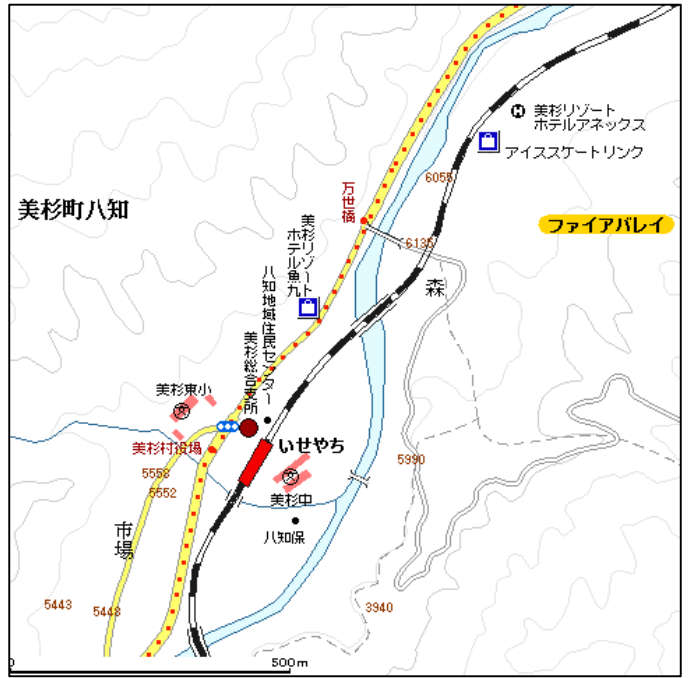 美杉リゾート
ホテルアネックス
アイススケートリンク
6055
万世橋
美杉町八知
ファイアバレイ
6135
美杉リゾート
ホテル魚九
森
八知地域住民センター
美杉総合支所
美杉東小
いせやち
美杉村役場
5990
5558
5552
美杉中
市場
八知保
5443
5448
3940
0
500m